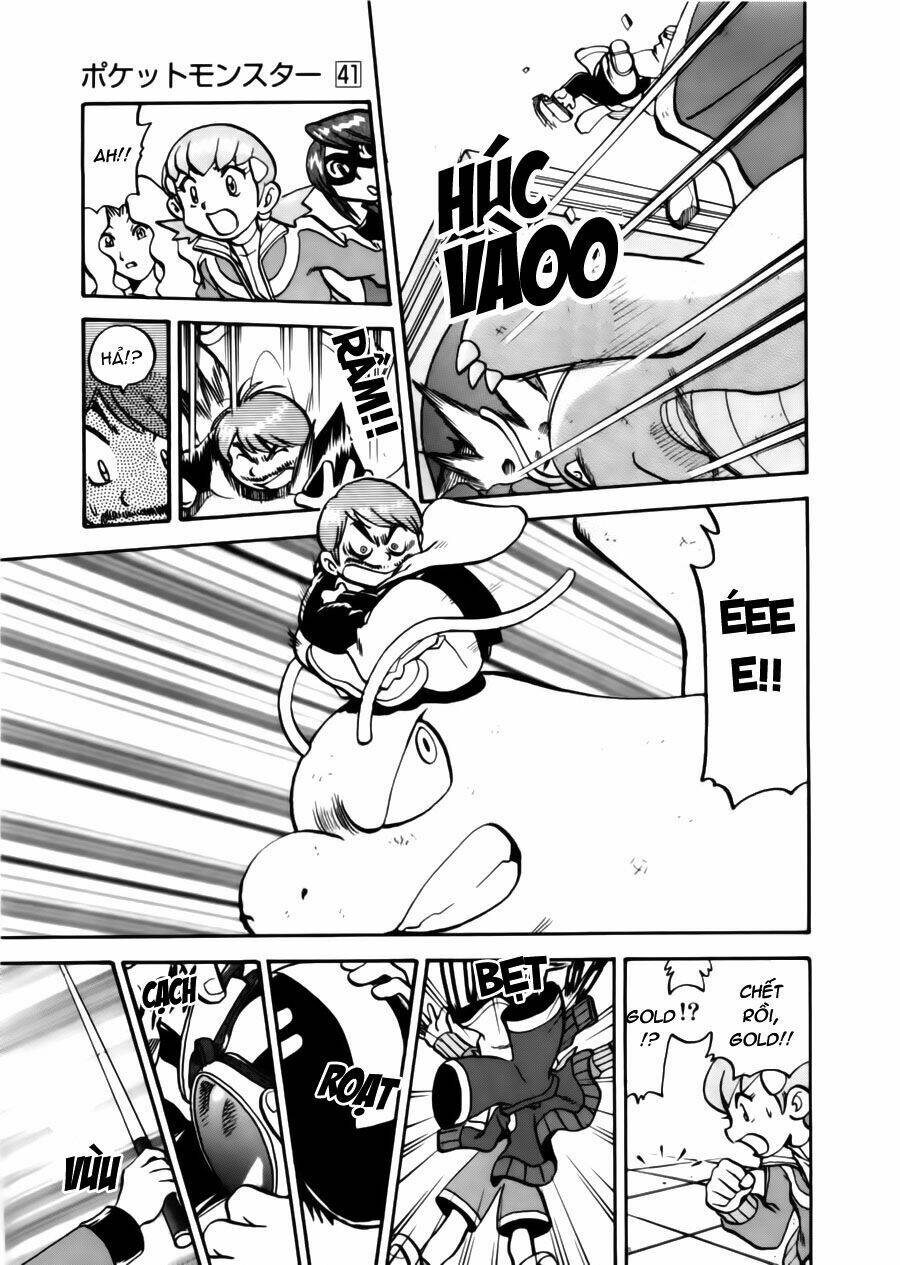 ポケットモンスター 41
HÚC
VÀOO
AH!!
RẦM!!
HẢ!?
ÉEE
E!!
CHẾT
RỒI,
GOLD!!
GOLD!?
!?
BẸT
ROẠT
CẠCH
VÙU